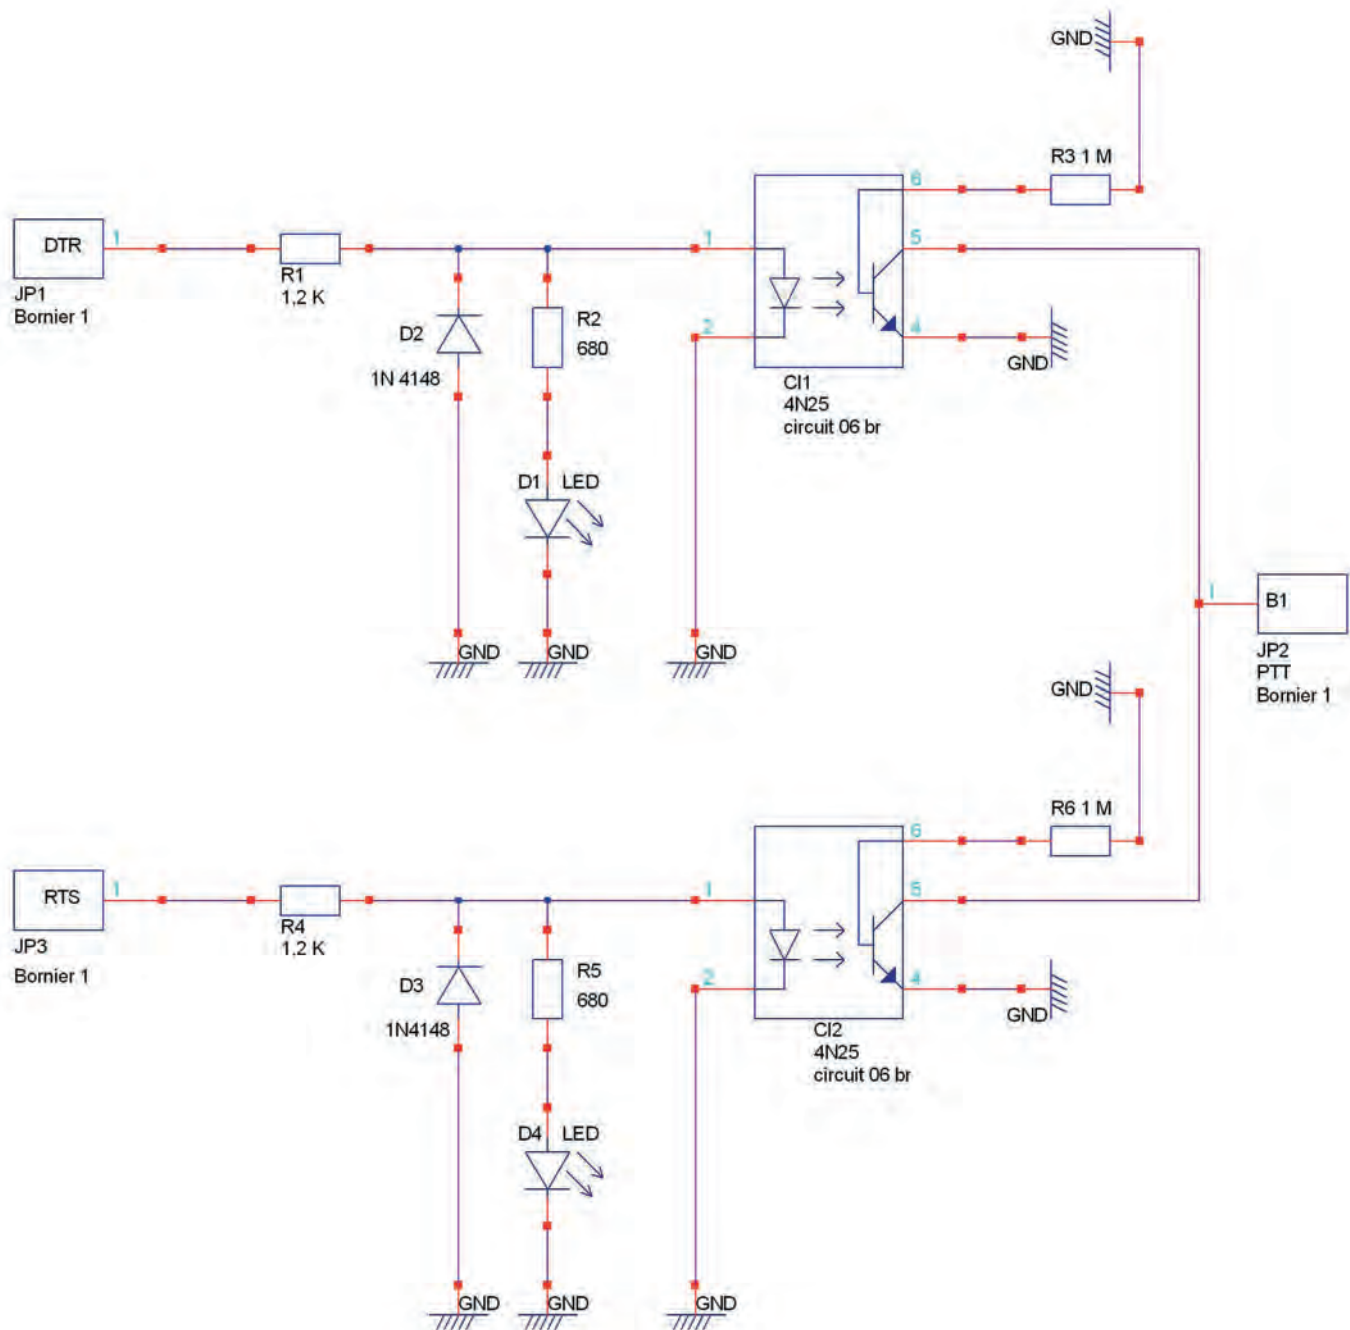 GND
R3 1 M
6
DTR
1
JP1
Bornier 1
R1
1,2 K
1
5
D2
1N 4148
R2
680
2
4
GND
CI1
4N25
circuit 06 br
D1 LED
GND
GND
GND
1
B1
JP2
PTT
Bornier 1
GND
R6 1 M
6
RTS
1
JP3
Bornier 1
R4
1,2 K
1
5
D3
1N4148
R5
680
2
4
GND
CI2
4N25
circuit 06 br
D4 LED
GND
GND
GND